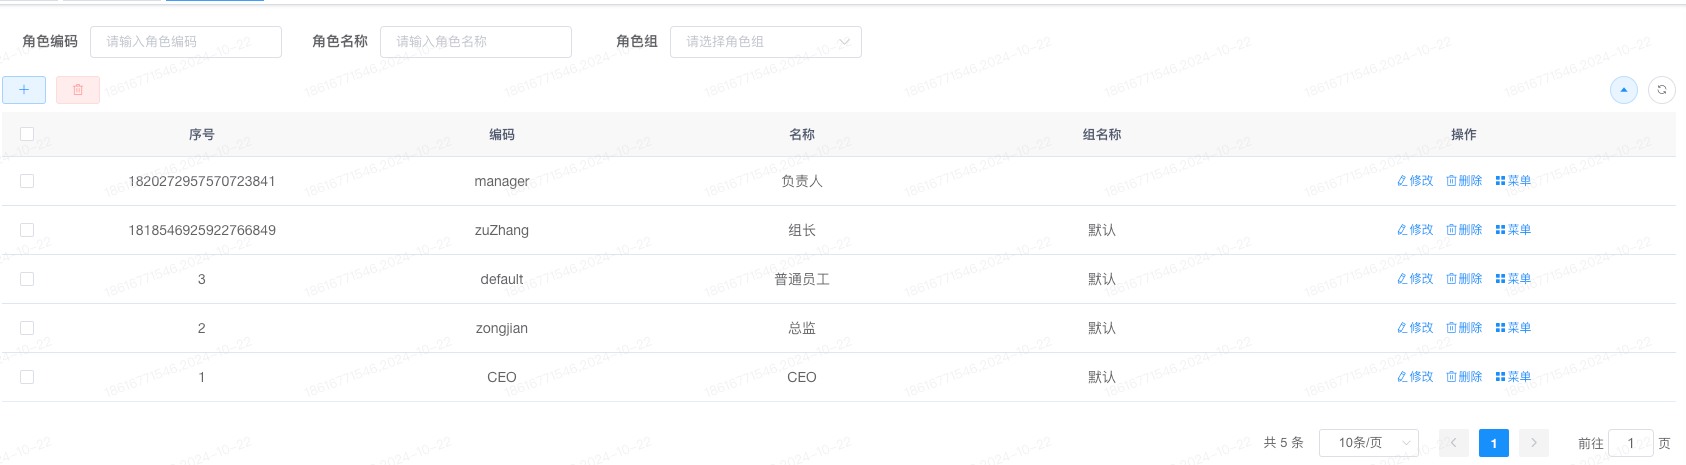 角色编码 请输入角色编码 角色名称 请输入角色名称 角色组 请选择角色组
序号 编码 名称 组名称 操作
1820272957570723841 manager 负责人 修改 删除 菜单
1818546925922766849 zuZhang 组长 默认 修改 删除 菜单
3 default 普通员工 默认 修改 删除 菜单
2 zongjian 总监 默认 修改 删除 菜单
1 CEO CEO 默认 修改 删除 菜单
共 5 条 10条/页 1 前往 1 页
18616771546,2024-10-22